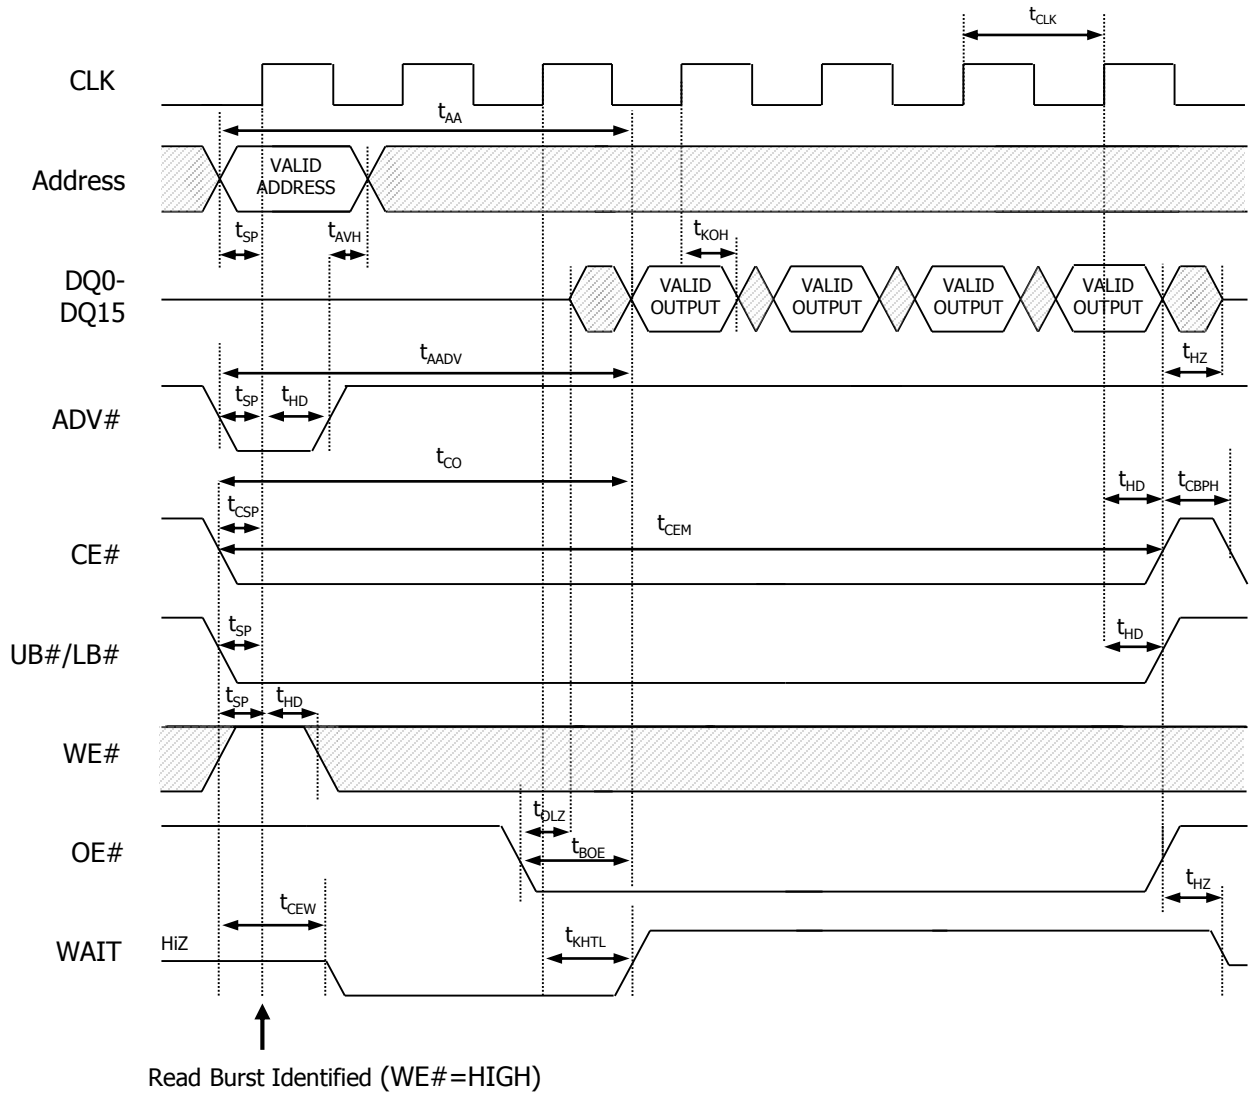 tCLK
CLK
tAA
Address
VALID
ADDRESS
tSP
tAVH
tKOH
DQ0-
DQ15
VALID
OUTPUT
VALID
OUTPUT
VALID
OUTPUT
VALID
OUTPUT
tAADV
tHZ
ADV#
tSP
tHD
tCO
tHD
tCBPH
tCSP
tCEM
CE#
tSP
tHD
UB#/LB#
tSP
tHD
WE#
tOLZ
tBOE
OE#
tHZ
tCEW
WAIT
HiZ
tKHTL
Read Burst Identified (WE#=HIGH)